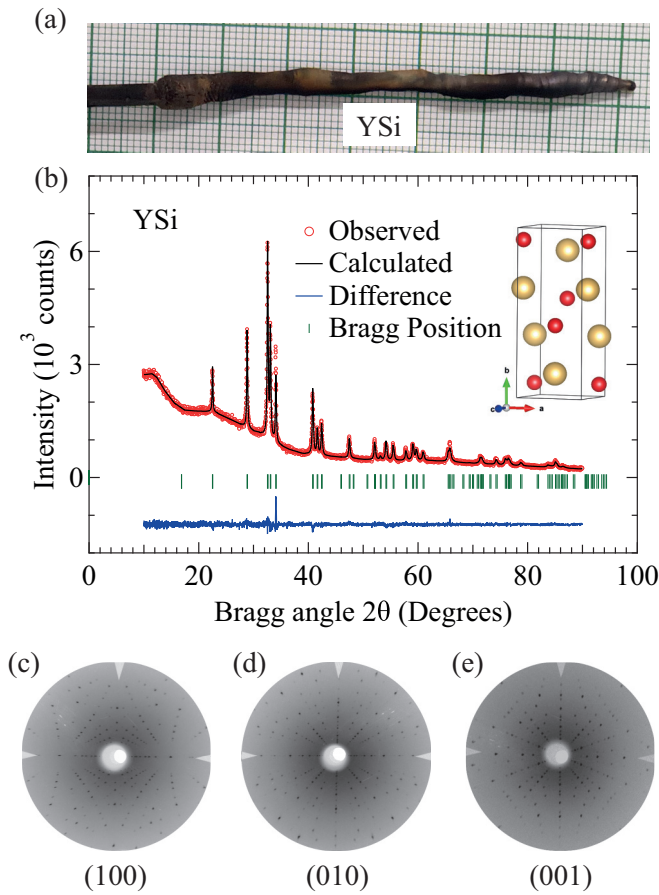 (a)
YSi
(b)
YSi
Observed
Calculated
Difference
Bragg Position
b
c
a
6
3
0
Intensity (10³ counts)
0 20 40 60 80 100
Bragg angle 2θ (Degrees)
(c) (d) (e)
(100) (010) (001)